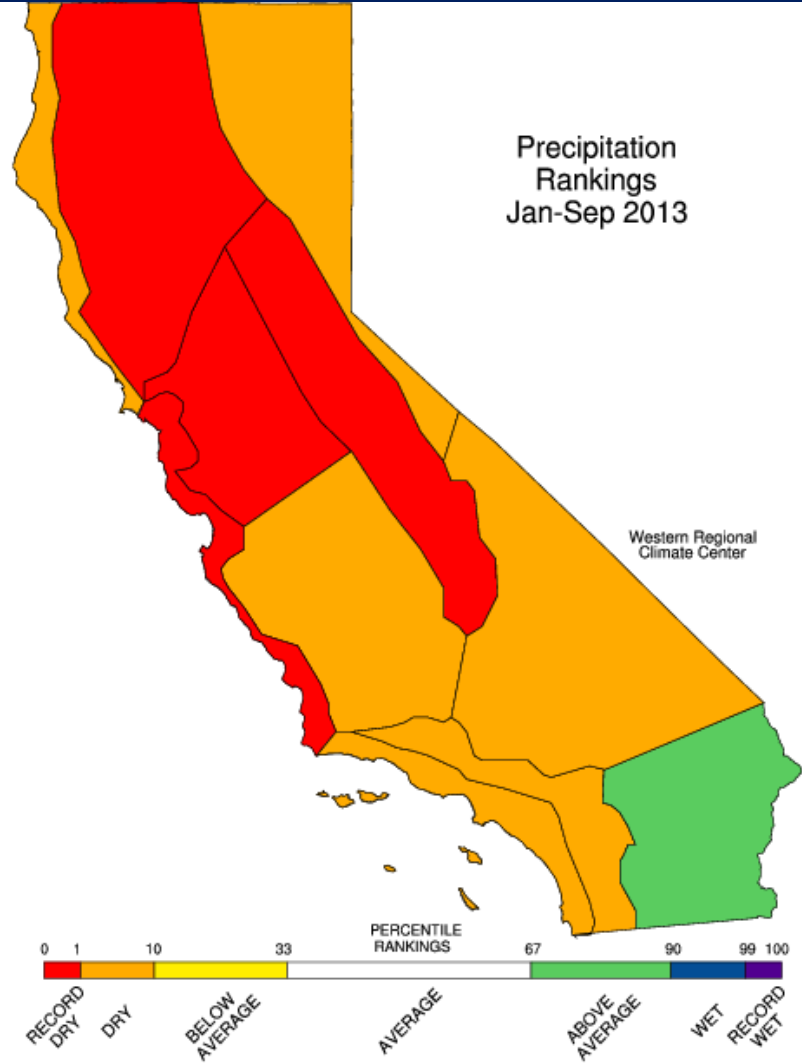 Precipitation
Rankings
Jan-Sep 2013
Western Regional
Climate Center
PERCENTILE
RANKINGS
0 1 10 33 67 90 99 100
RECORD
DRY
DRY
BELOW
AVERAGE
AVERAGE
ABOVE
AVERAGE
WET
RECORD
WET